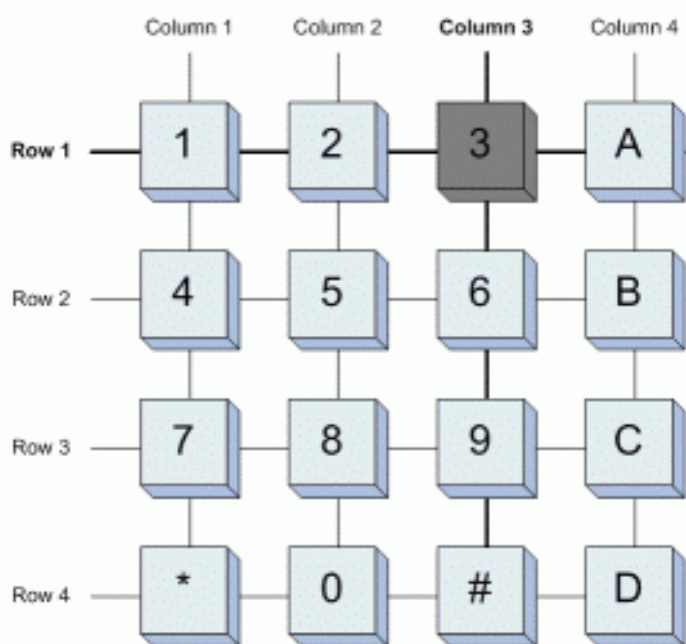 Column 1 Column 2 Column 3 Column 4
Row 1 1 2 3 A
Row 2 4 5 6 B
Row 3 7 8 9 C
Row 4 * 0 # D